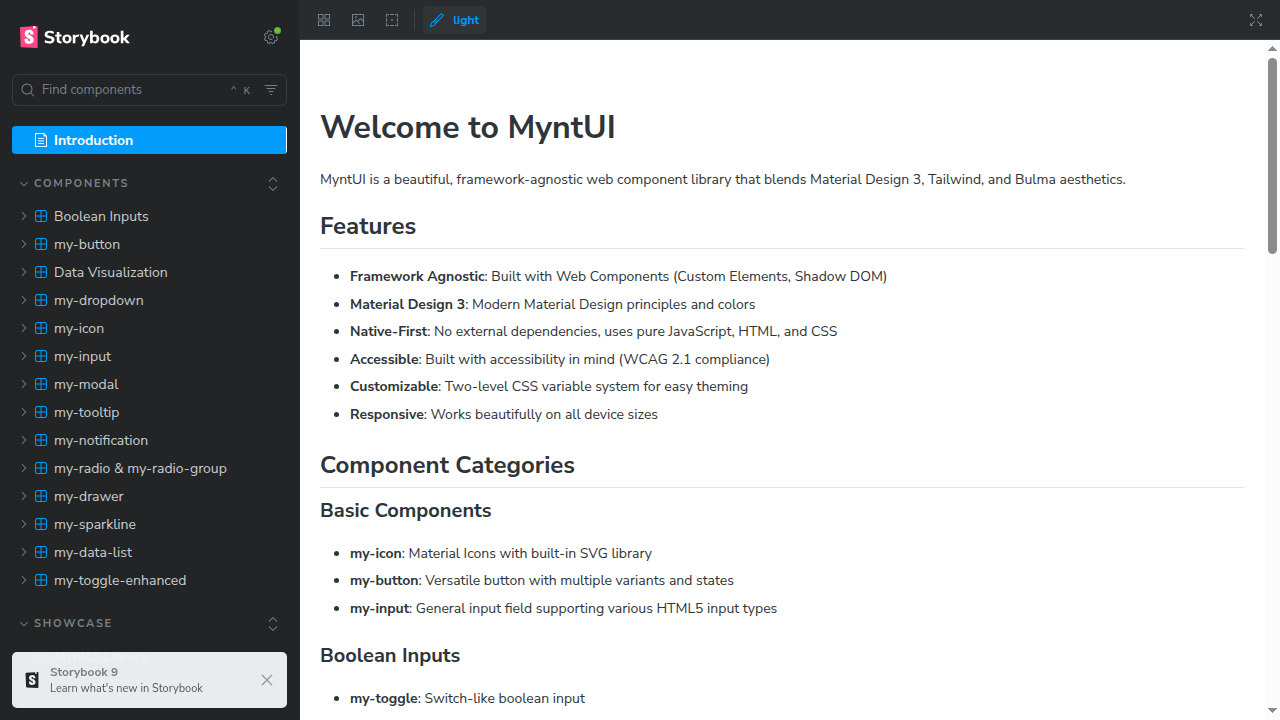 Storybook
Find components
^ K
Introduction
COMPONENTS
Boolean Inputs
my-button
Data Visualization
my-dropdown
my-icon
my-input
my-modal
my-tooltip
my-notification
my-radio & my-radio-group
my-drawer
my-sparkline
my-data-list
my-toggle-enhanced
SHOWCASE
Storybook 9
Learn what's new in Storybook
light
Welcome to MyntUI
MyntUI is a beautiful, framework-agnostic web component library that blends Material Design 3, Tailwind, and Bulma aesthetics.
Features
Framework Agnostic: Built with Web Components (Custom Elements, Shadow DOM)
Material Design 3: Modern Material Design principles and colors
Native-First: No external dependencies, uses pure JavaScript, HTML, and CSS
Accessible: Built with accessibility in mind (WCAG 2.1 compliance)
Customizable: Two-level CSS variable system for easy theming
Responsive: Works beautifully on all device sizes
Component Categories
Basic Components
my-icon: Material Icons with built-in SVG library
my-button: Versatile button with multiple variants and states
my-input: General input field supporting various HTML5 input types
Boolean Inputs
my-toggle: Switch-like boolean input